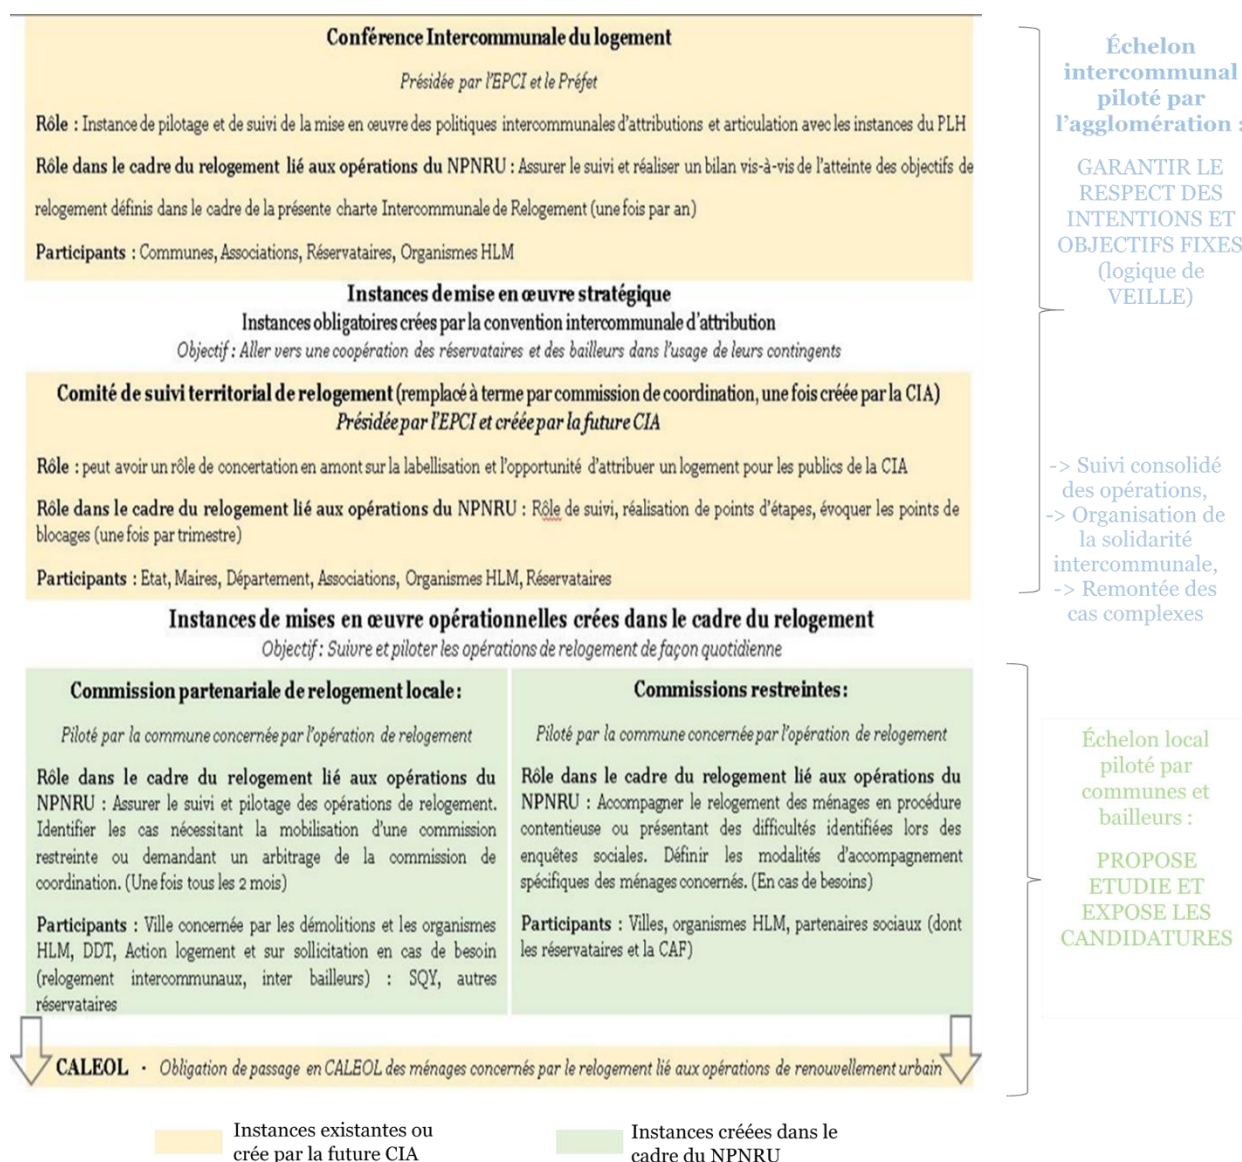 Conférence Intercommunale du logement
Présidée par l'EPCI et le Préfet
Rôle : Instance de pilotage et de suivi de la mise en œuvre des politiques intercommunales d'attributions et articulation avec les instances du PLH
Rôle dans le cadre du relogement lié aux opérations du NPNRU : Assurer le suivi et réaliser un bilan vis-à-vis de l'atteinte des objectifs de
relogement définis dans le cadre de la présente charte Intercommunale de Relogement (une fois par an)
Participants : Communes, Associations, Réservataires, Organismes HLM
Instances de mise en œuvre stratégique
Instances obligatoires crées par la convention intercommunale d'attribution
Objectif : Aller vers une coopération des réservataires et des bailleurs dans l'usage de leurs contingents
Comité de suivi territorial de relogement (remplacé à terme par commission de coordination, une fois créée par la CIA)
Présidée par l'EPCI et créée par la future CIA
Rôle : peut avoir un rôle de concertation en amont sur la labellisation et l'opportunité d'attribuer un logement pour les publics de la CIA
Rôle dans le cadre du relogement lié aux opérations du NPNRU : Rôle de suivi, réalisation de points d'étapes, évoquer les points de
blocages (une fois par trimestre)
Participants : Etat, Maires, Département, Associations, Organismes HLM, Réservataires
Échelon
intercommunal
piloté par
l'agglomération :
GARANTIR LE
RESPECT DES
INTENTIONS ET
OBJECTIFS FIXES
(logique de
VEILLE)
-> Suivi consolidé
des opérations,
-> Organisation de
la solidarité
intercommunale,
-> Remontée des
cas complexes
Instances de mises en œuvre opérationnelles crées dans le cadre du relogement
Objectif : Suivre et piloter les opérations de relogement de façon quotidienne
Commission partenariale de relogement locale :
Piloté par la commune concernée par l'opération de relogement
Rôle dans le cadre du relogement lié aux opérations du
NPNRU : Assurer le suivi et pilotage des opérations de relogement.
Identifier les cas nécessitant la mobilisation d'une commission
restreinte ou demandant un arbitrage de la commission de
coordination. (Une fois tous les 2 mois)
Participants : Ville concernée par les démolitions et les organismes
HLM, DDT, Action logement et sur sollicitation en cas de besoin
(relogement intercommunaux, inter bailleurs) : SQY, autres
réservataires
Commissions restreintes :
Piloté par la commune concernée par l'opération de relogement
Rôle dans le cadre du relogement lié aux opérations du
NPNRU : Accompagner le relogement des ménages en procédure
contentieuse ou présentant des difficultés identifiées lors des
enquêtes sociales. Définir les modalités d'accompagnement
spécifiques des ménages concernés. (En cas de besoins)
Participants : Villes, organismes HLM, partenaires sociaux (dont
les réservataires et la CAF)
Échelon local
piloté par
communes et
bailleurs :
PROPOSE
ETUDIE ET
EXPOSE LES
CANDIDATURES
CALEOL - Obligation de passage en CALEOL des ménages concernés par le relogement lié aux opérations de renouvellement urbain
Instances existantes ou
crée par la future CIA
Instances créées dans le
cadre du NPNRU